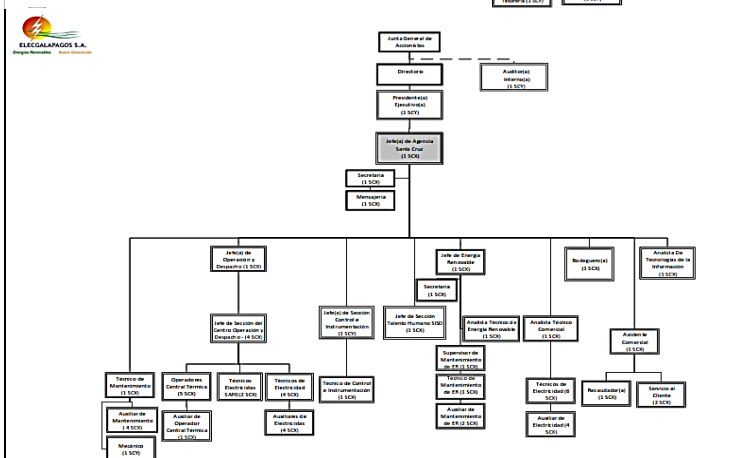 ELECGALAPAGOS S.A.
Energías Renovables
Nueva Generación
Tesorería (1 SCY)
Junta General de
Accionistas
Directorio
Auditor(a)
Interno(a)
(1 SCY)
Presidente(a)
Ejecutivo(a)
(1 SCY)
Jefe(a) de Agencia
Santa Cruz
(1 SCX)
Secretaria
(1 SCX)
Mensajería
(1 SCX)
Jefe(a) de
Operación y
Despacho (1 SCX)
Jefe de Energía
Renovable
(1 SCX)
Bodeguero(a)
(1 SCX)
Analista De
Tecnologías de la
Información
(1 SCX)
Secretaria
(1 SCX)
Jefe de Sección del
Centro Operación y
Despacho - (4 SCX)
Jefe(a) de Sección
Control e
Instrumentación
(1 SCY)
Jefe de Sección
Talento Humano SISO
(1 SCX)
Analista Técnico de
Energía Renovable
(1 SCX)
Analista Técnico
Comercial
(1 SCX)
Asistente
Comercial
(1 SCX)
Supervisor de
Mantenimiento
de ER (1 SCX)
Técnico de
Mantenimiento
(1 SCX)
Operadores
Central Térmica
(5 SCX)
Técnicos
Electricistas
SAPD (2 SCX)
Técnicos de
Electricidad
(4 SCX)
Técnico de Control
e Instrumentación
(1 SCX)
Técnico de
Mantenimiento
de ER (1 SCX)
Técnicos de
Electricidad (6
SCX)
Recaudador(a)
(1 SCX)
Servicio al
Cliente
(2 SCX)
Auxiliar de
Mantenimiento
(4 SCX)
Auxiliar de
Operador
Central Térmica
(1 SCX)
Auxiliares de
Electricistas
(4 SCX)
Auxiliar de
Mantenimiento
de ER (2 SCX)
Auxiliar de
Electricidad (4
SCX)
Mecánico
(1 SCY)